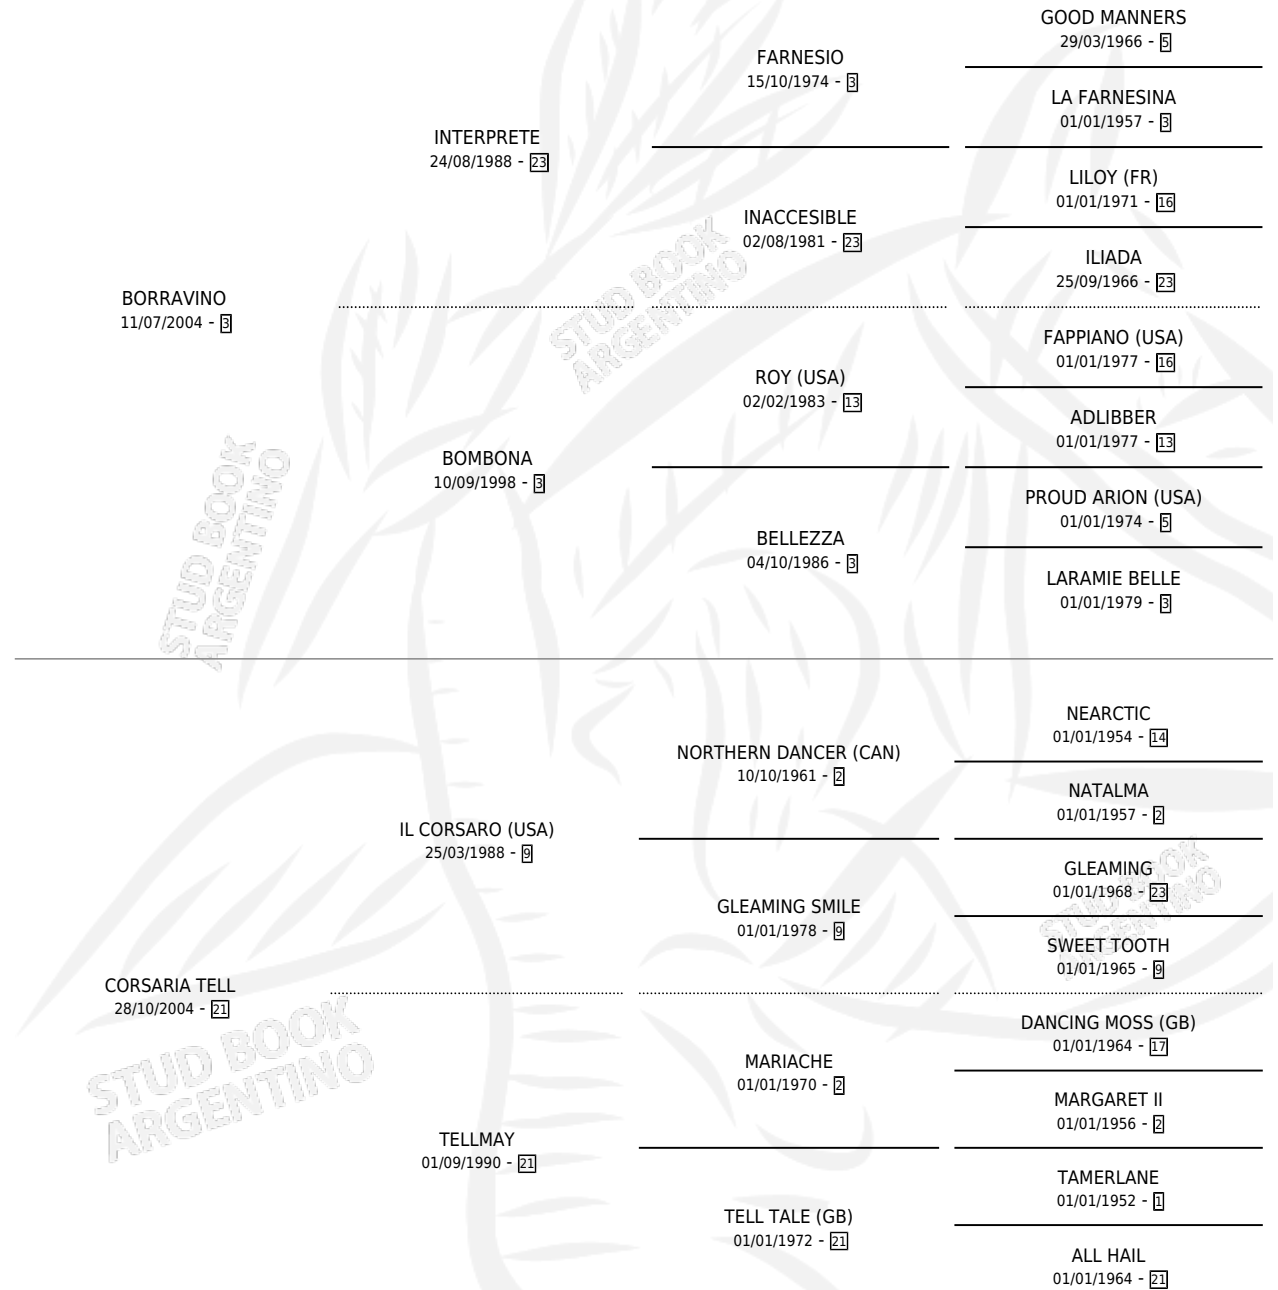 GOOD MANNERS
29/03/1966 - 5
FARNESIO
15/10/1974 - 3
LA FARNESINA
01/01/1957 - 3
INTERPRETE
24/08/1988 - 23
LILOY (FR)
01/01/1971 - 16
INACCESIBLE
02/08/1981 - 23
ILIADA
25/09/1966 - 23
BORRAVINO
11/07/2004 - 3
FAPPIANO (USA)
01/01/1977 - 16
ROY (USA)
02/02/1983 - 13
ADLIBBER
01/01/1977 - 13
BOMBONA
10/09/1998 - 3
PROUD ARION (USA)
01/01/1974 - 5
BELLEZZA
04/10/1986 - 3
LARAMIE BELLE
01/01/1979 - 3
NEARCTIC
01/01/1954 - 14
NORTHERN DANCER (CAN)
10/10/1961 - 2
NATALMA
01/01/1957 - 2
IL CORSARO (USA)
25/03/1988 - 9
GLEAMING
01/01/1968 - 23
GLEAMING SMILE
01/01/1978 - 9
SWEET TOOTH
01/01/1965 - 9
CORSARIA TELL
28/10/2004 - 21
DANCING MOSS (GB)
01/01/1964 - 17
MARIACHE
01/01/1970 - 2
MARGARET II
01/01/1956 - 2
TELLMAY
01/09/1990 - 21
TAMERLANE
01/01/1952 - 1
TELL TALE (GB)
01/01/1972 - 21
ALL HAIL
01/01/1964 - 21
STUD BOOK
ARGENTINO
STUD BOOK
ARGENTINO
STUD BOOK
ARGENTINO
STUD BOOK
ARGENTINO